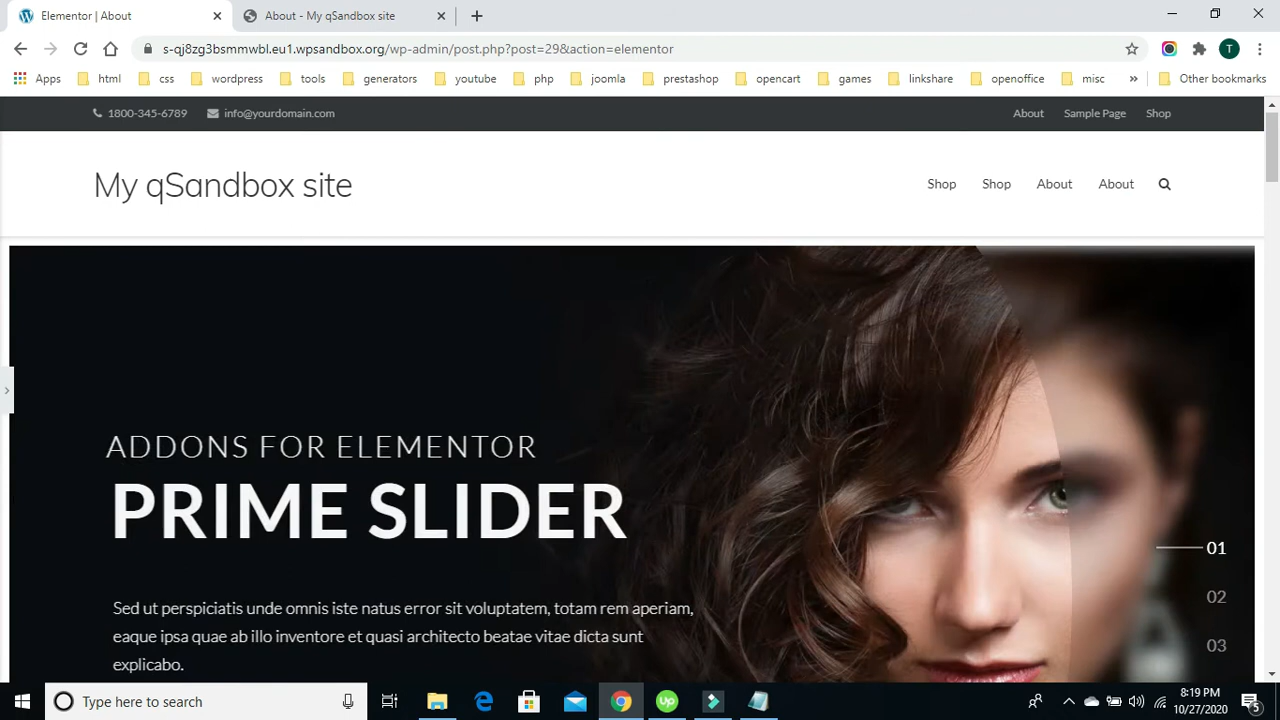 Elementor | About
About - My qSandbox site
s-qj8zg3bsmmwbl.eu1.wpsandbox.org/wp-admin/post.php?post=29&action=elementor
T
Apps html css wordpress tools generators youtube php joomla prestashop opencart games linkshare openoffice misc » Other bookmarks
1800-345-6789 info@yourdomain.com About Sample Page Shop
My qSandbox site Shop Shop About About
ADDONS FOR ELEMENTOR
PRIME SLIDER
01
02
03
Sed ut perspiciatis unde omnis iste natus error sit voluptatem, totam rem aperiam,
eaque ipsa quae ab illo inventore et quasi architecto beatae vitae dicta sunt
explicabo.
Type here to search
up
8:19 PM
10/27/2020
5